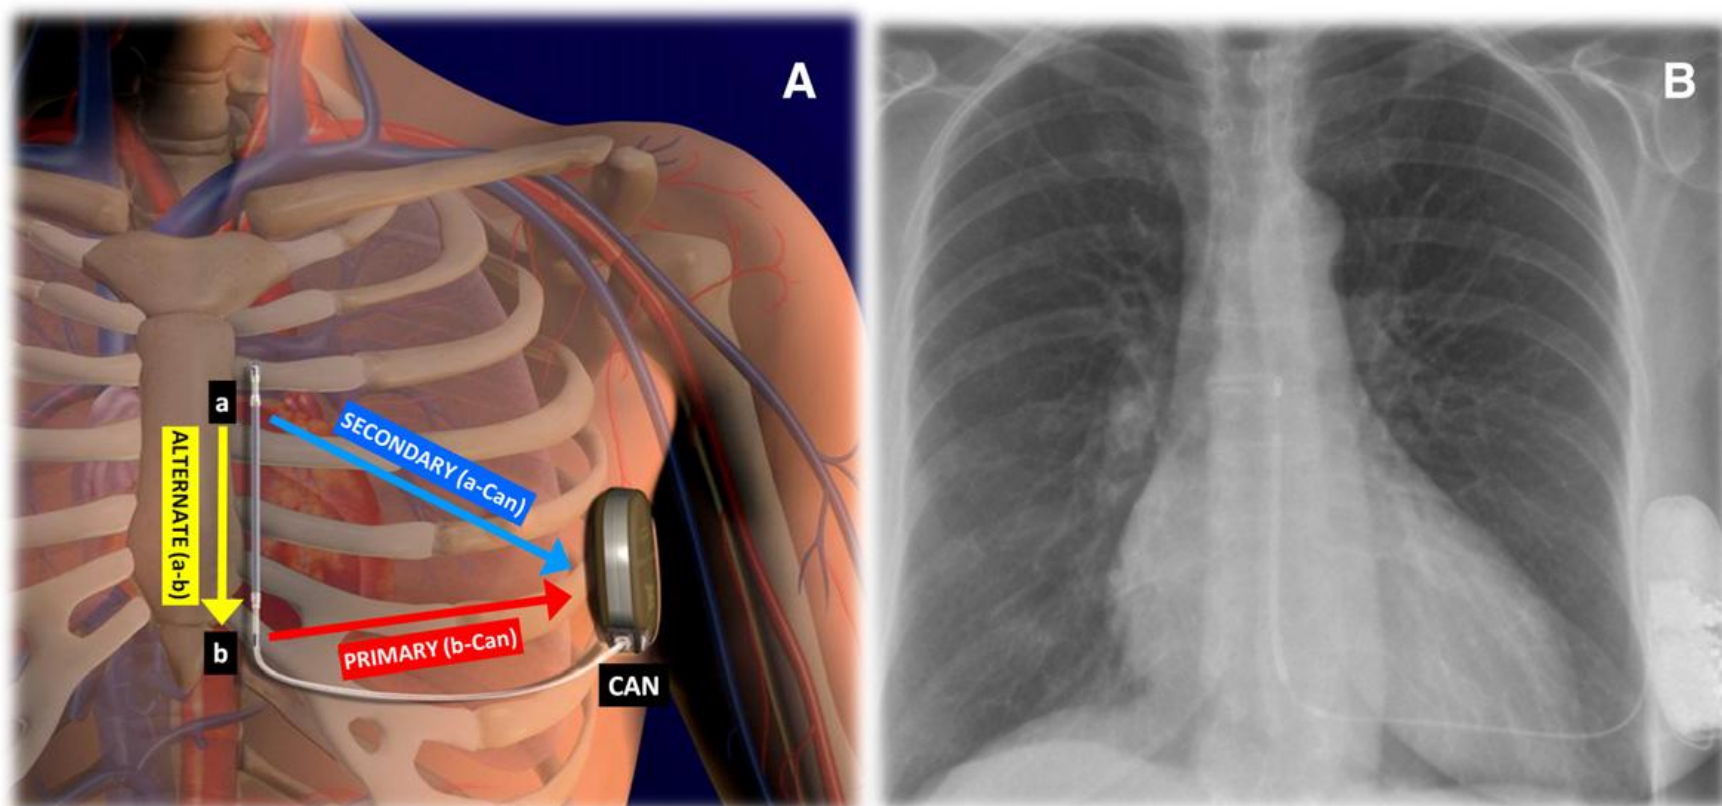 A
B
a
SECONDARY (a-Can)
ALTERNATE (a-b)
PRIMARY (b-Can)
b
CAN